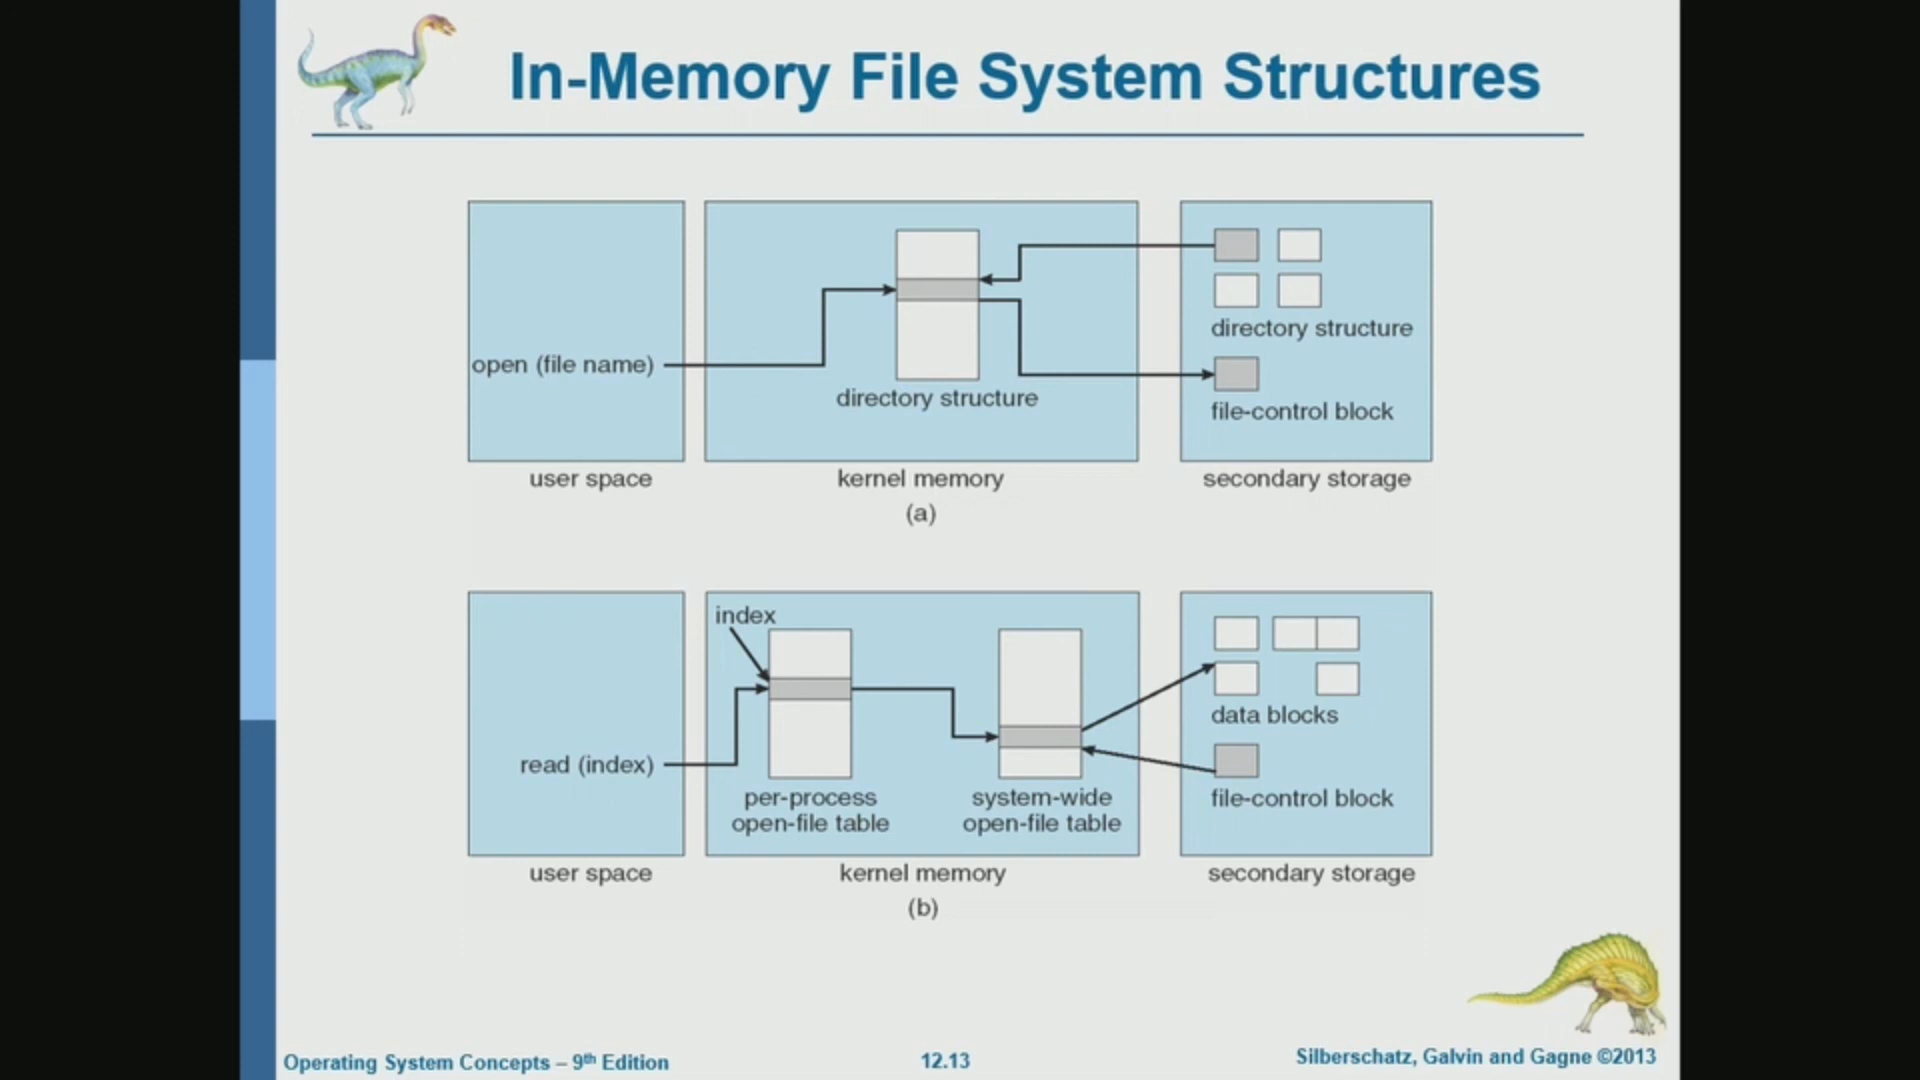 In-Memory File System Structures
open (file name)
directory structure
directory structure
file-control block
user space
kernel memory
secondary storage
(a)
index
read (index)
per-process
open-file table
system-wide
open-file table
data blocks
file-control block
user space
kernel memory
secondary storage
(b)
Operating System Concepts – 9th Edition
12.13
Silberschatz, Galvin and Gagne ©2013